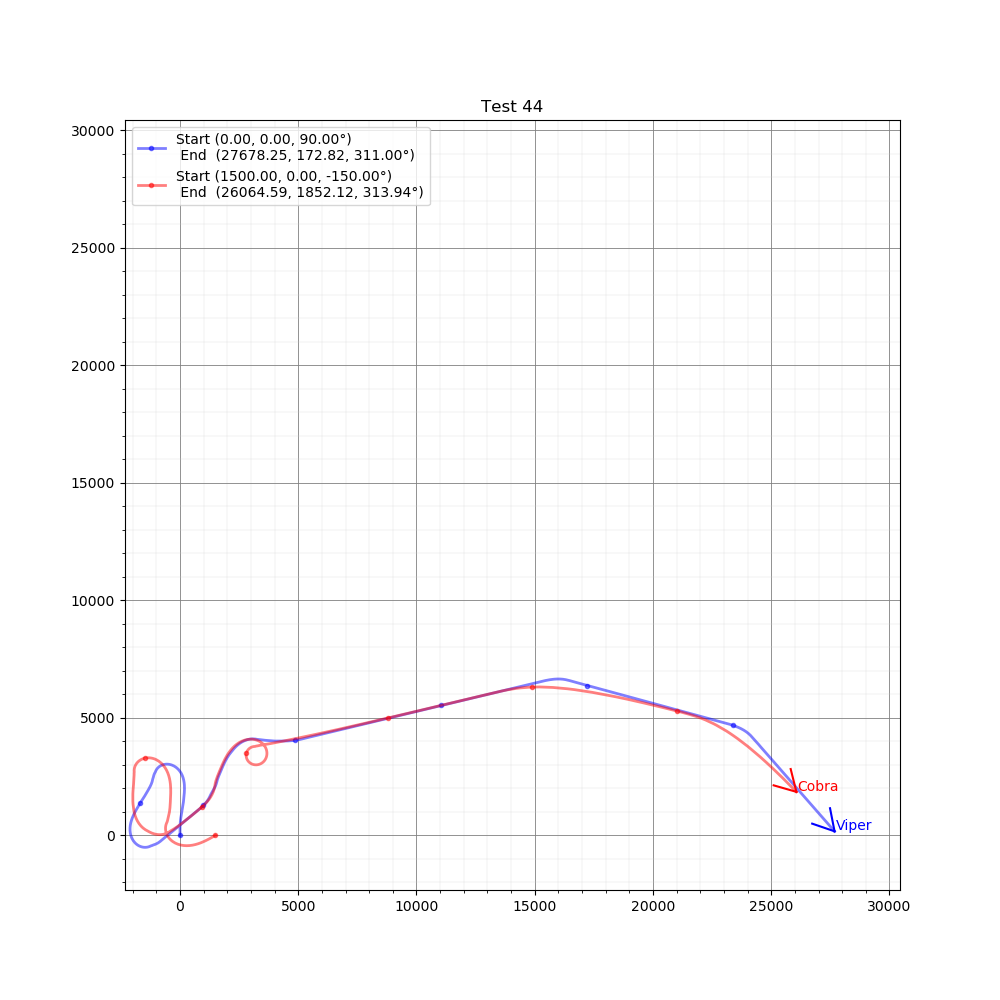 Test 44
Start (0.00, 0.00, 90.00°)
End (27678.25, 172.82, 311.00°)
Start (1500.00, 0.00, -150.00°)
End (26064.59, 1852.12, 313.94°)
30000
25000
20000
15000
10000
5000
0
Cobra
Viper
0
5000
10000
15000
20000
25000
30000